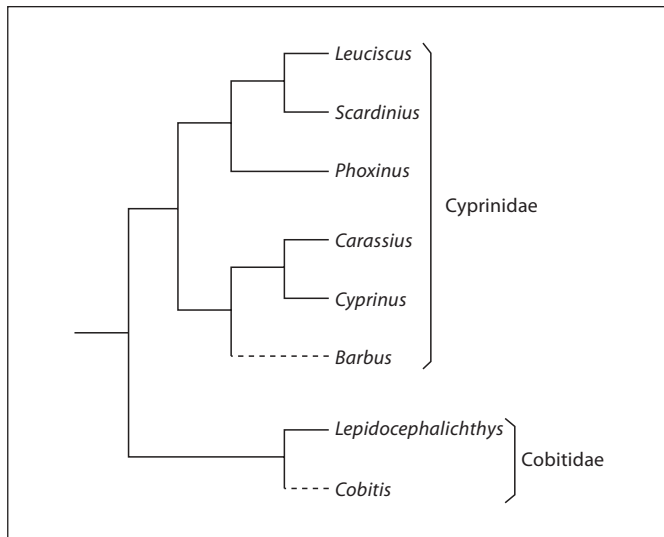 Leuciscus
Scardinius
Phoxinus
Cyprinidae
Carassius
Cyprinus
Barbus
Lepidocephalichthys
Cobitidae
Cobitis